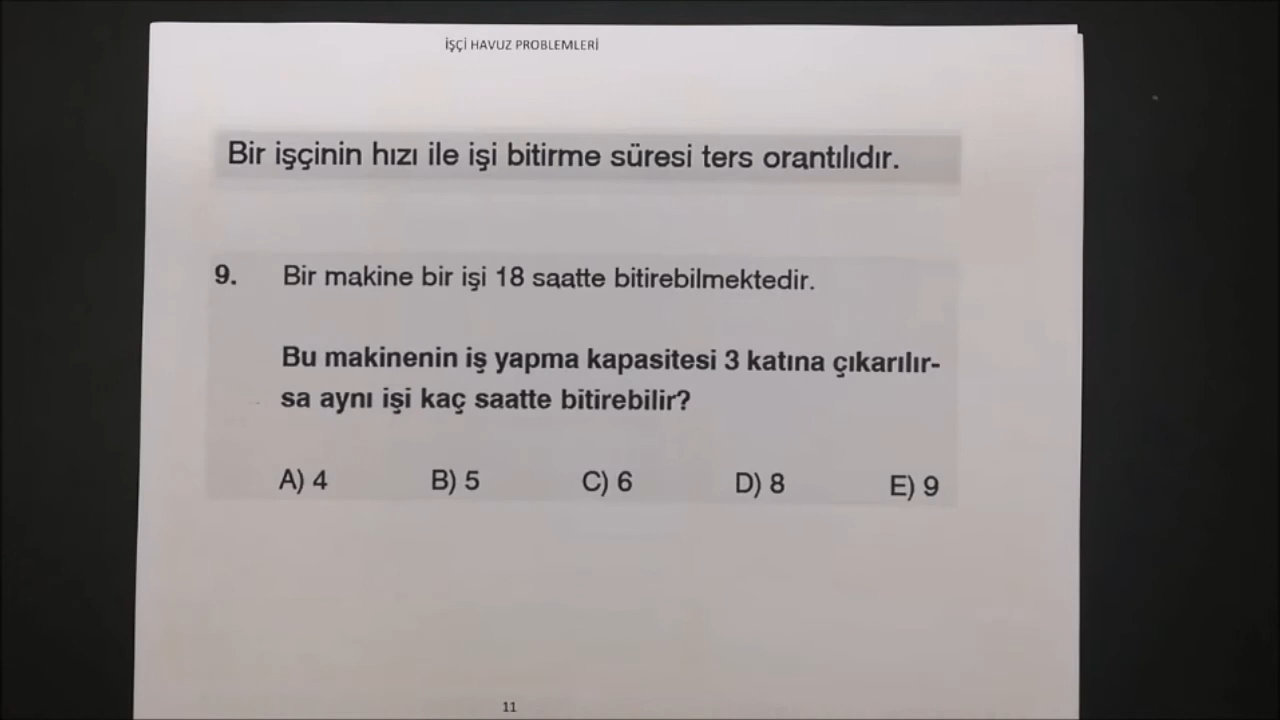 İŞÇİ HAVUZ PROBLEMLERİ
Bir işçinin hızı ile işi bitirme süresi ters orantılıdır.
9. Bir makine bir işi 18 saatte bitirebilmektedir.
Bu makinenin iş yapma kapasitesi 3 katına çıkarılır-
sa aynı işi kaç saatte bitirebilir?
A) 4 B) 5 C) 6 D) 8 E) 9
11